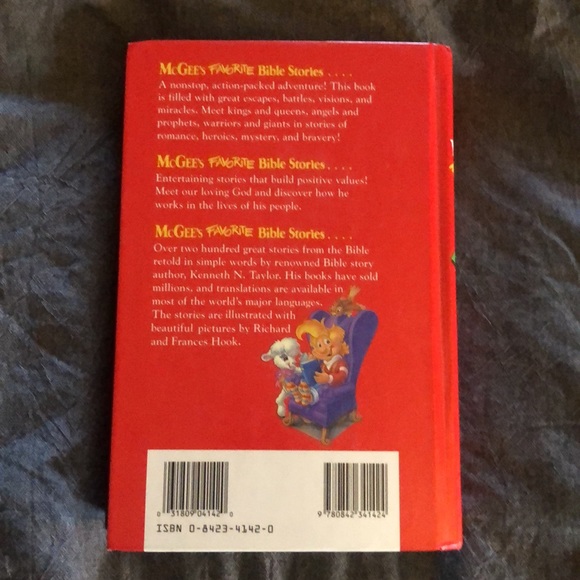 McGEE'S FAVORITE Bible Stories . . . .
A nonstop, action-packed adventure! This book
is filled with great escapes, battles, visions, and
miracles. Meet kings and queens, angels and
prophets, warriors and giants in stories of
romance, heroics, mystery, and bravery!
McGEE'S FAVORITE Bible Stories . . . .
Entertaining stories that build positive values!
Meet our loving God and discover how he
works in the lives of his people.
McGEE'S FAVORITE Bible Stories . . . .
Over two hundred great stories from the Bible
retold in simple words by renowned Bible story
author, Kenneth N. Taylor. His books have sold
millions, and translations are available in
most of the world's major languages.
The stories are illustrated with
beautiful pictures by Richard
and Frances Hook.
0 31809 04142 0
9 780842 341424
ISBN 0-8423-4142-0